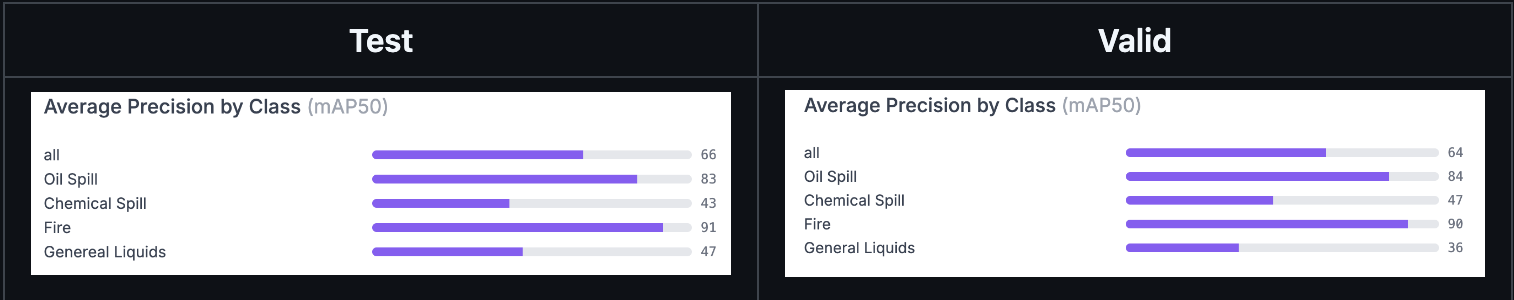 Test
Valid
Average Precision by Class (mAP50)
all 66
Oil Spill 83
Chemical Spill 43
Fire 91
Genereal Liquids 47
Average Precision by Class (mAP50)
all 64
Oil Spill 84
Chemical Spill 47
Fire 90
General Liquids 36